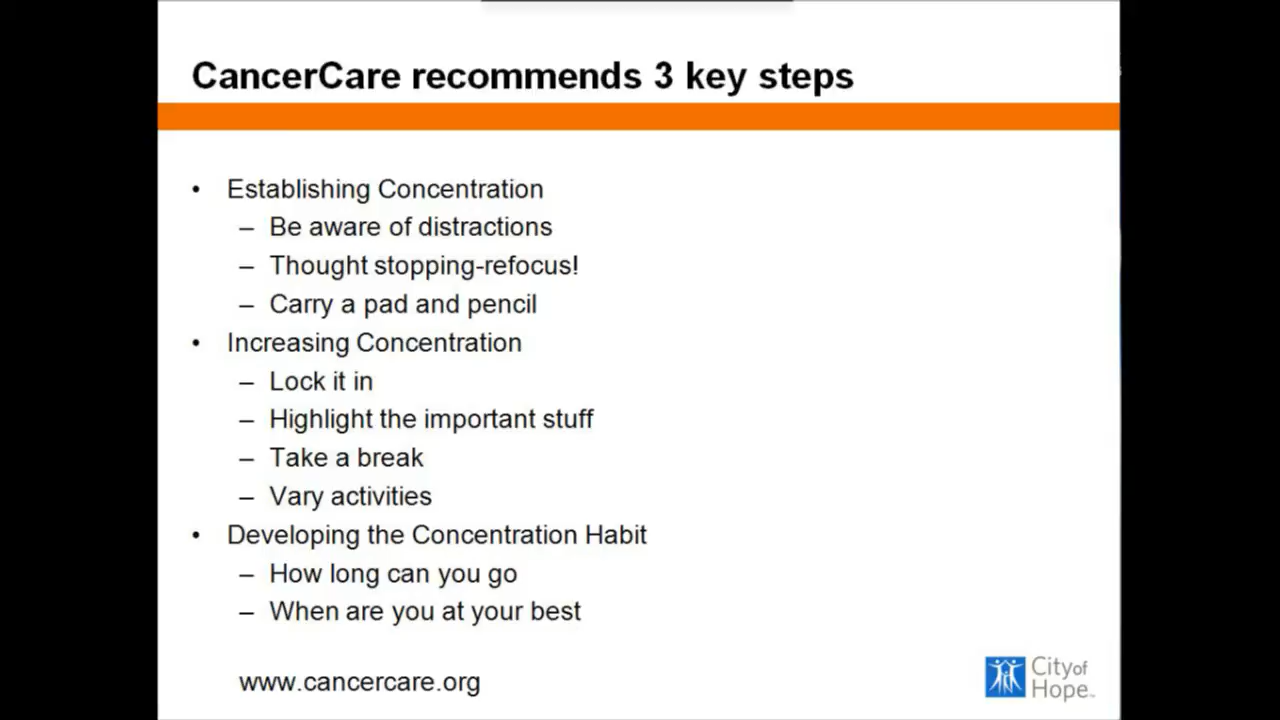 CancerCare recommends 3 key steps
• Establishing Concentration
– Be aware of distractions
– Thought stopping-refocus!
– Carry a pad and pencil
• Increasing Concentration
– Lock it in
– Highlight the important stuff
– Take a break
– Vary activities
• Developing the Concentration Habit
– How long can you go
– When are you at your best
www.cancercare.org
City of
Hope™